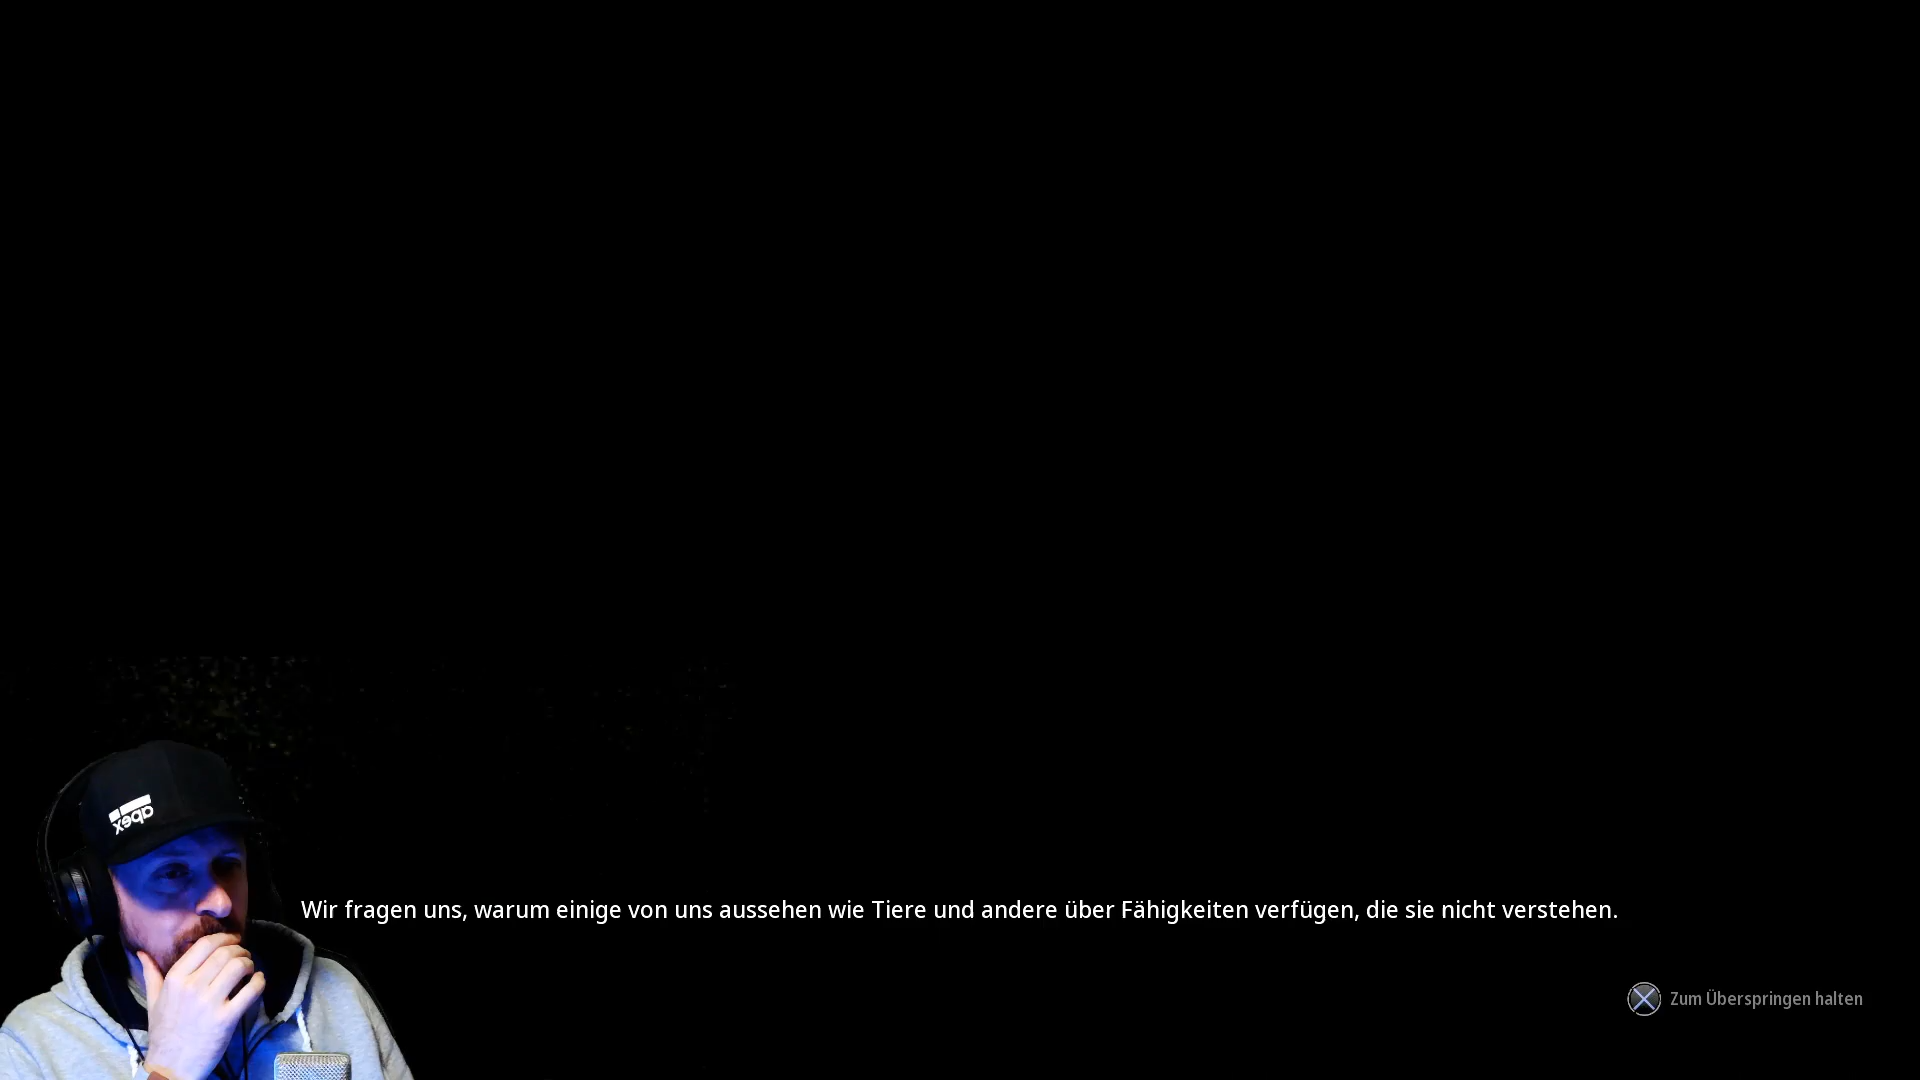 apex
Wir fragen uns, warum einige von uns aussehen wie Tiere und andere über Fähigkeiten verfügen, die sie nicht verstehen.
Zum Überspringen halten